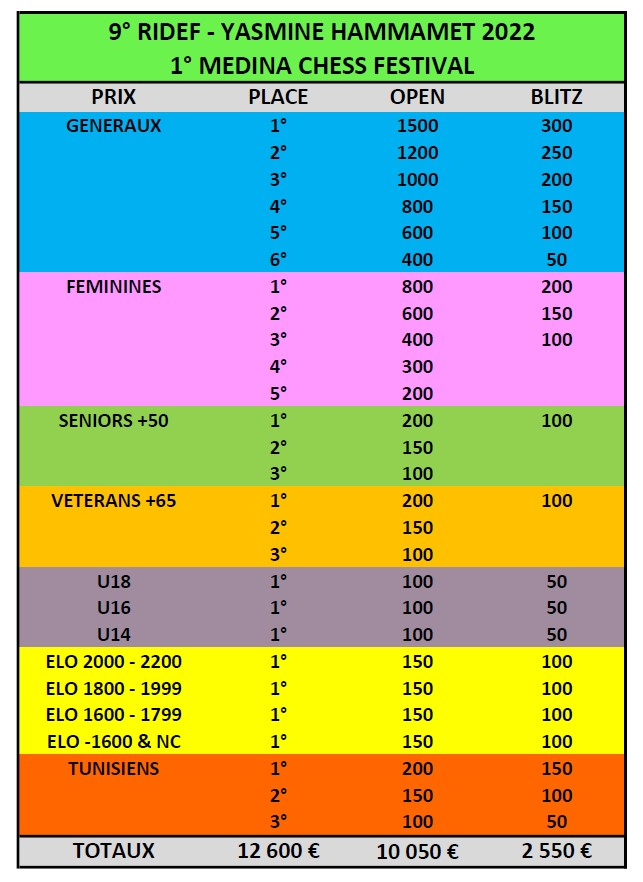 9° RIDEF - YASMINE HAMMAMET 2022
1° MEDINA CHESS FESTIVAL
PRIX PLACE OPEN BLITZ
GENERAUX 1° 1500 300
2° 1200 250
3° 1000 200
4° 800 150
5° 600 100
6° 400 50
FEMININES 1° 800 200
2° 600 150
3° 400 100
4° 300
5° 200
SENIORS +50 1° 200 100
2° 150
3° 100
VETERANS +65 1° 200 100
2° 150
3° 100
U18 1° 100 50
U16 1° 100 50
U14 1° 100 50
ELO 2000 - 2200 1° 150 100
ELO 1800 - 1999 1° 150 100
ELO 1600 - 1799 1° 150 100
ELO -1600 & NC 1° 150 100
TUNISIENS 1° 200 150
2° 150 100
3° 100 50
TOTAUX 12 600 € 10 050 € 2 550 €